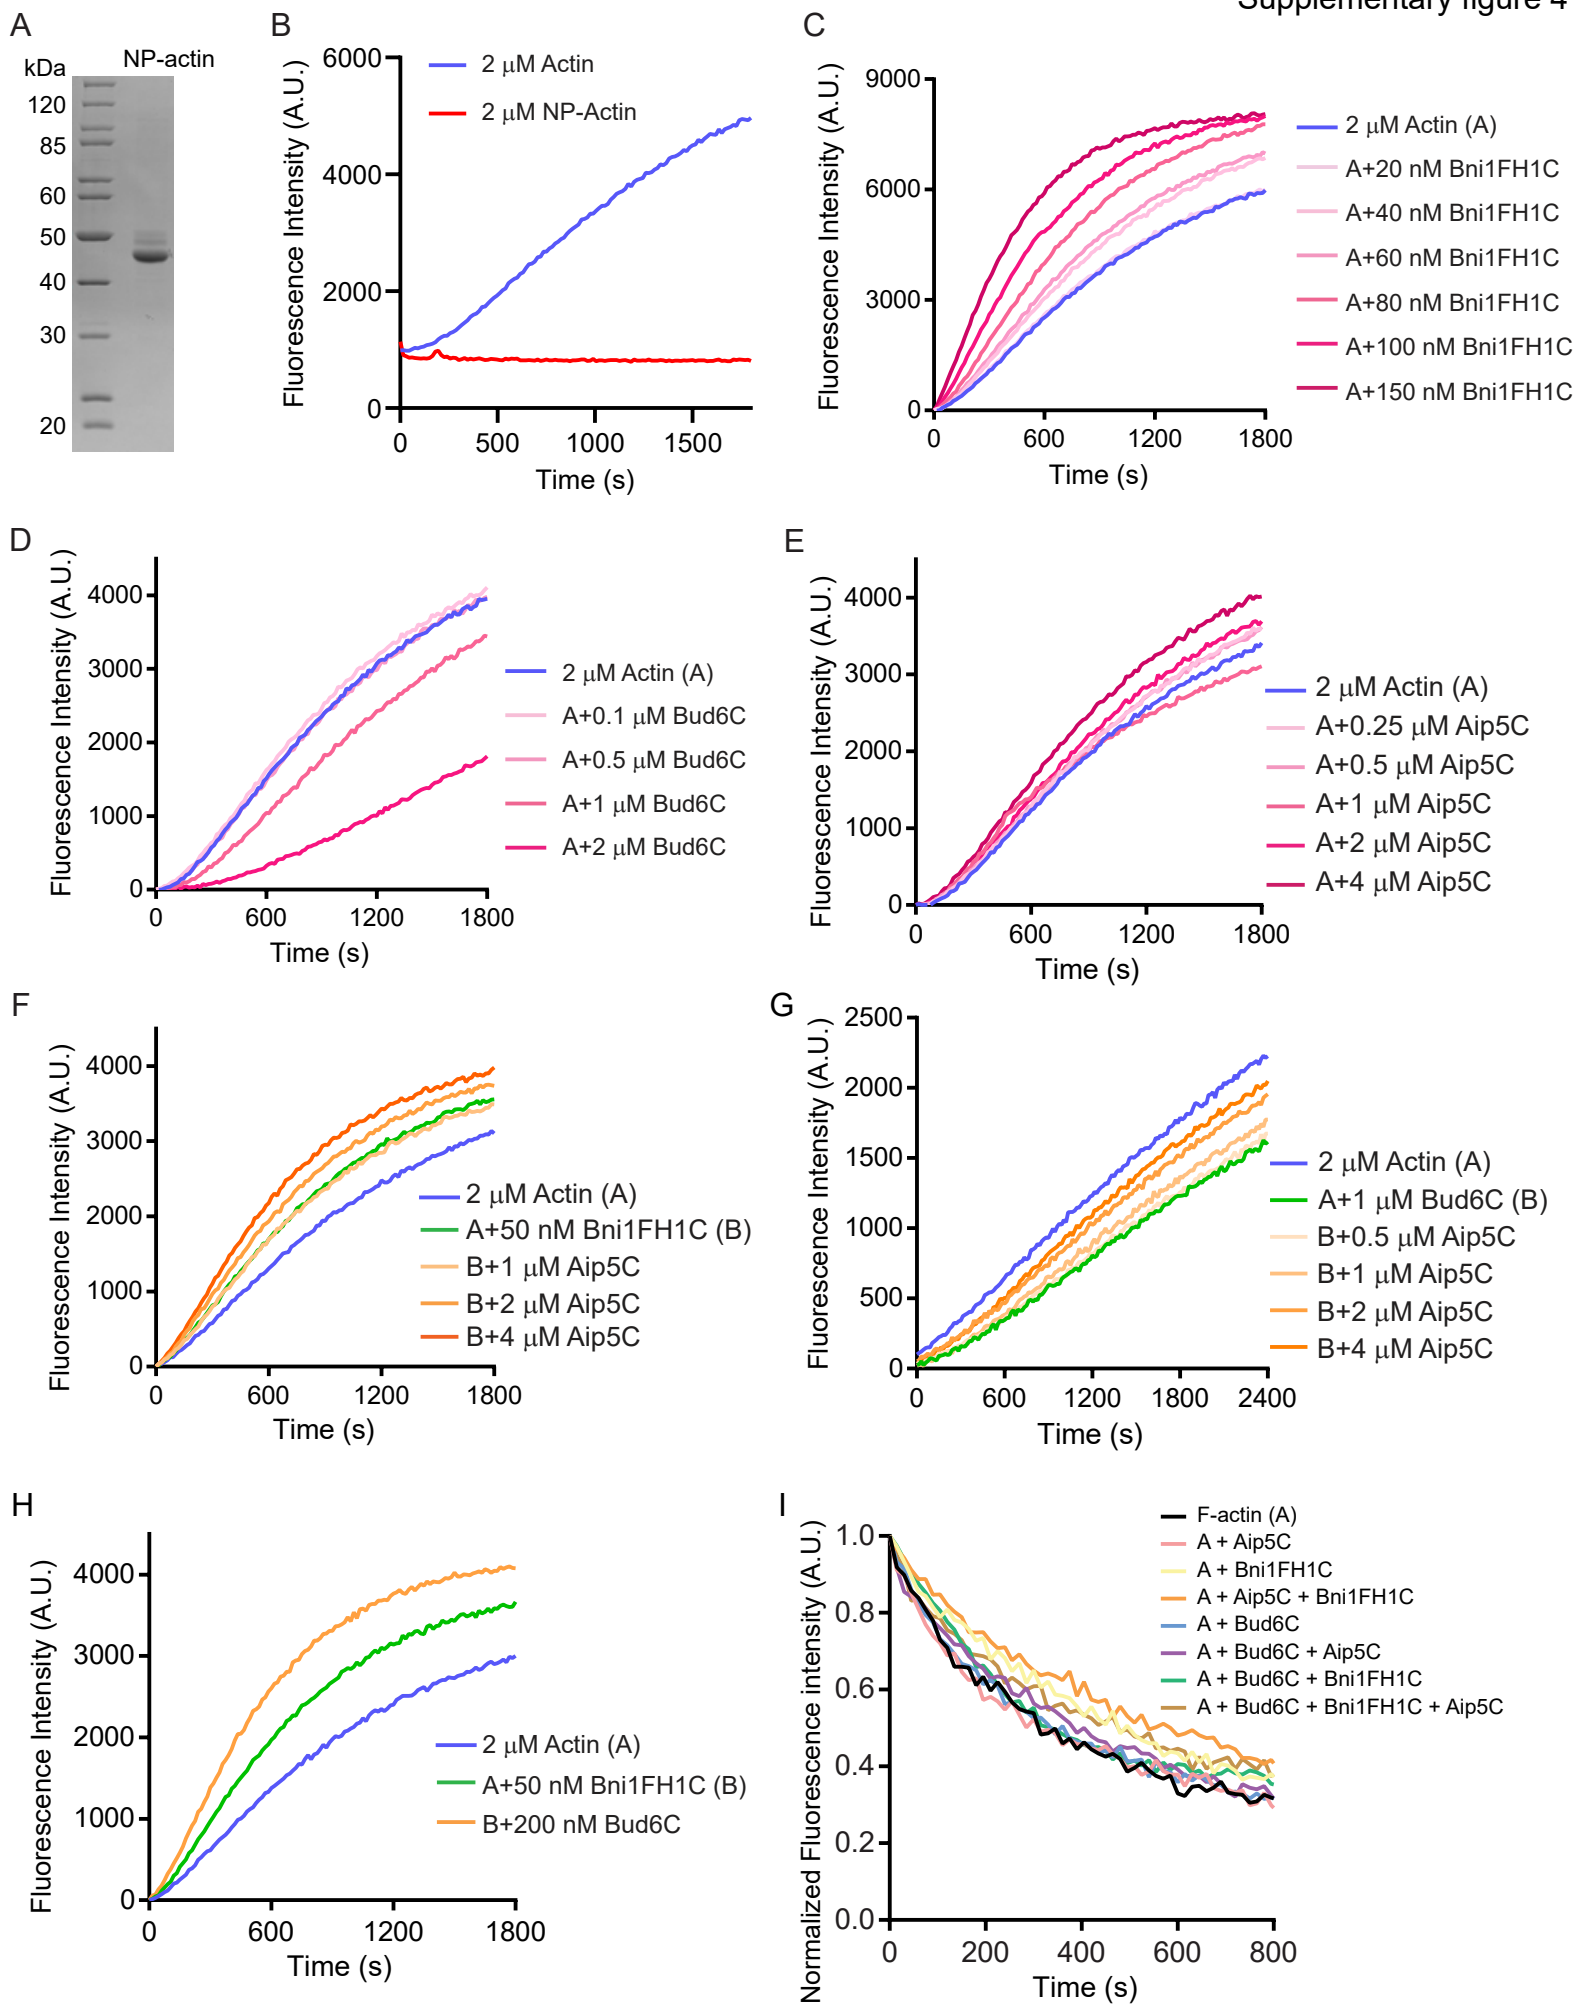 Supplementary figure 4
A
NP-actin
kDa
120
85
60
50
40
30
20
B
Fluorescence Intensity (A.U.)
6000
4000
2000
0
0 500 1000 1500
Time (s)
2 μM Actin
2 μM NP-Actin
C
Fluorescence Intensity (A.U.)
9000
6000
3000
0
0 600 1200 1800
Time (s)
2 μM Actin (A)
A+20 nM Bni1FH1C
A+40 nM Bni1FH1C
A+60 nM Bni1FH1C
A+80 nM Bni1FH1C
A+100 nM Bni1FH1C
A+150 nM Bni1FH1C
D
Fluorescence Intensity (A.U.)
4000
3000
2000
1000
0
0 600 1200 1800
Time (s)
2 μM Actin (A)
A+0.1 μM Bud6C
A+0.5 μM Bud6C
A+1 μM Bud6C
A+2 μM Bud6C
E
Fluorescence Intensity (A.U.)
4000
3000
2000
1000
0
0 600 1200 1800
Time (s)
2 μM Actin (A)
A+0.25 μM Aip5C
A+0.5 μM Aip5C
A+1 μM Aip5C
A+2 μM Aip5C
A+4 μM Aip5C
F
Fluorescence Intensity (A.U.)
4000
3000
2000
1000
0
0 600 1200 1800
Time (s)
2 μM Actin (A)
A+50 nM Bni1FH1C (B)
B+1 μM Aip5C
B+2 μM Aip5C
B+4 μM Aip5C
G
Fluorescence Intensity (A.U.)
2500
2000
1500
1000
500
0
0 600 1200 1800 2400
Time (s)
2 μM Actin (A)
A+1 μM Bud6C (B)
B+0.5 μM Aip5C
B+1 μM Aip5C
B+2 μM Aip5C
B+4 μM Aip5C
H
Fluorescence Intensity (A.U.)
4000
3000
2000
1000
0
0 600 1200 1800
Time (s)
2 μM Actin (A)
A+50 nM Bni1FH1C (B)
B+200 nM Bud6C
I
Normalized Fluorescence intensity (A.U.)
1.0
0.8
0.6
0.4
0.2
0.0
0 200 400 600 800
Time (s)
F-actin (A)
A + Aip5C
A + Bni1FH1C
A + Aip5C + Bni1FH1C
A + Bud6C
A + Bud6C + Aip5C
A + Bud6C + Bni1FH1C
A + Bud6C + Bni1FH1C + Aip5C